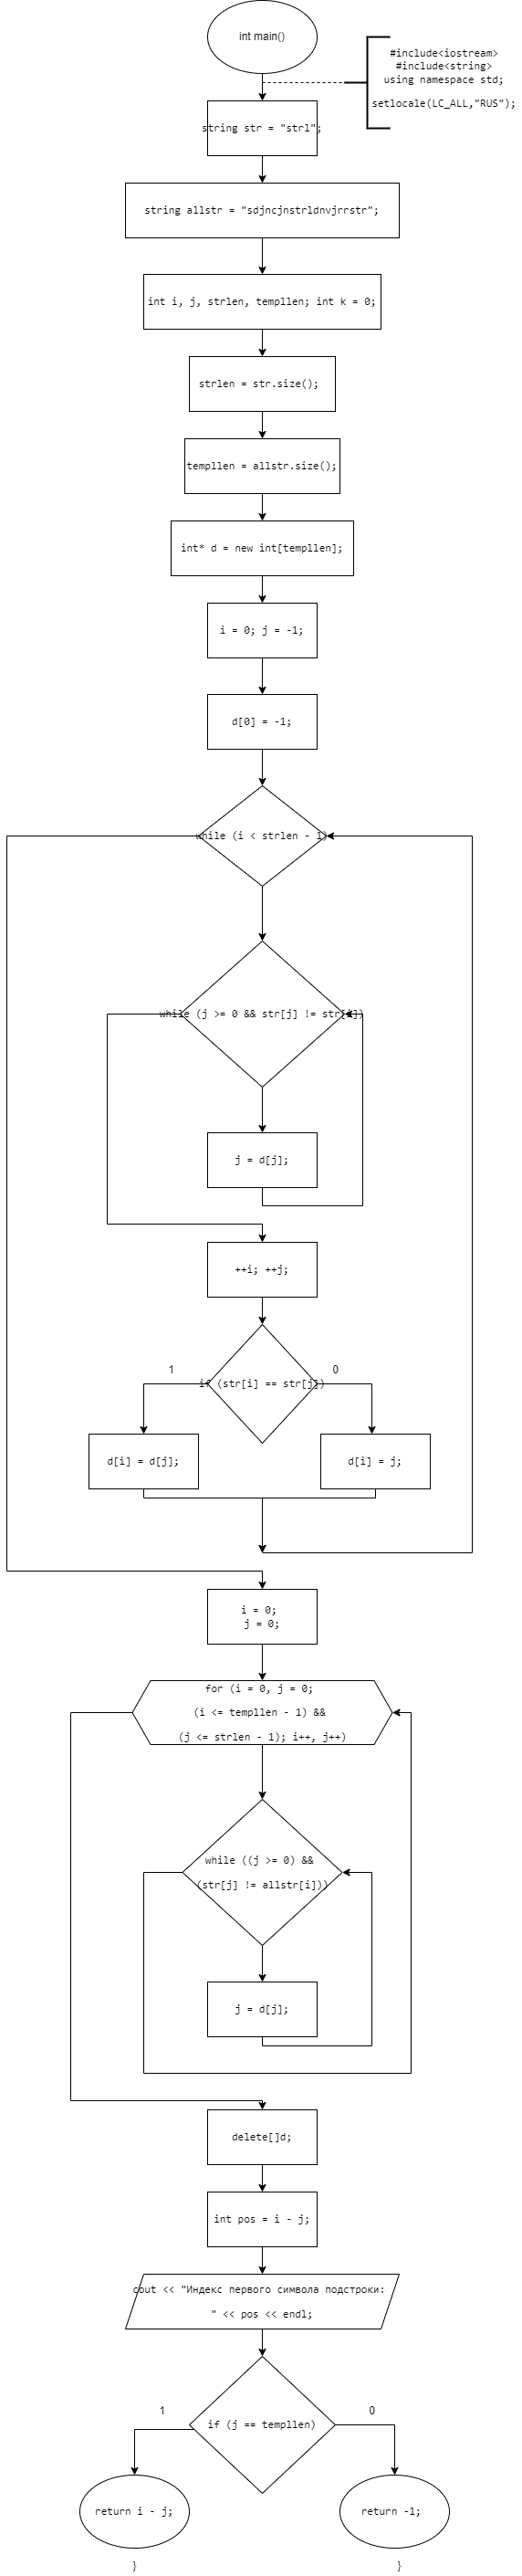 int main()
#include<iostream>
#include<string>
using namespace std;
setlocale(LC_ALL,"RUS");
string str = "strl";
string allstr = "sdjncjnstrldnvjrrstr";
int i, j, strlen, templlen; int k = 0;
strlen = str.size();
templlen = allstr.size();
int* d = new int[templlen];
i = 0; j = -1;
d[0] = -1;
while (i < strlen - 1)
while (j >= 0 && str[j] != str[i])
j = d[j];
++i; ++j;
if (str[i] == str[j])
1
0
d[i] = d[j];
d[i] = j;
i = 0;
j = 0;
for (i = 0, j = 0;
(i <= templlen - 1) &&
(j <= strlen - 1); i++, j++)
while ((j >= 0) &&
(str[j] != allstr[i]))
j = d[j];
delete[]d;
int pos = i - j;
cout << "Индекс первого символа подстроки:
" << pos << endl;
if (j == templlen)
1
0
return i - j;
return -1;
}
}